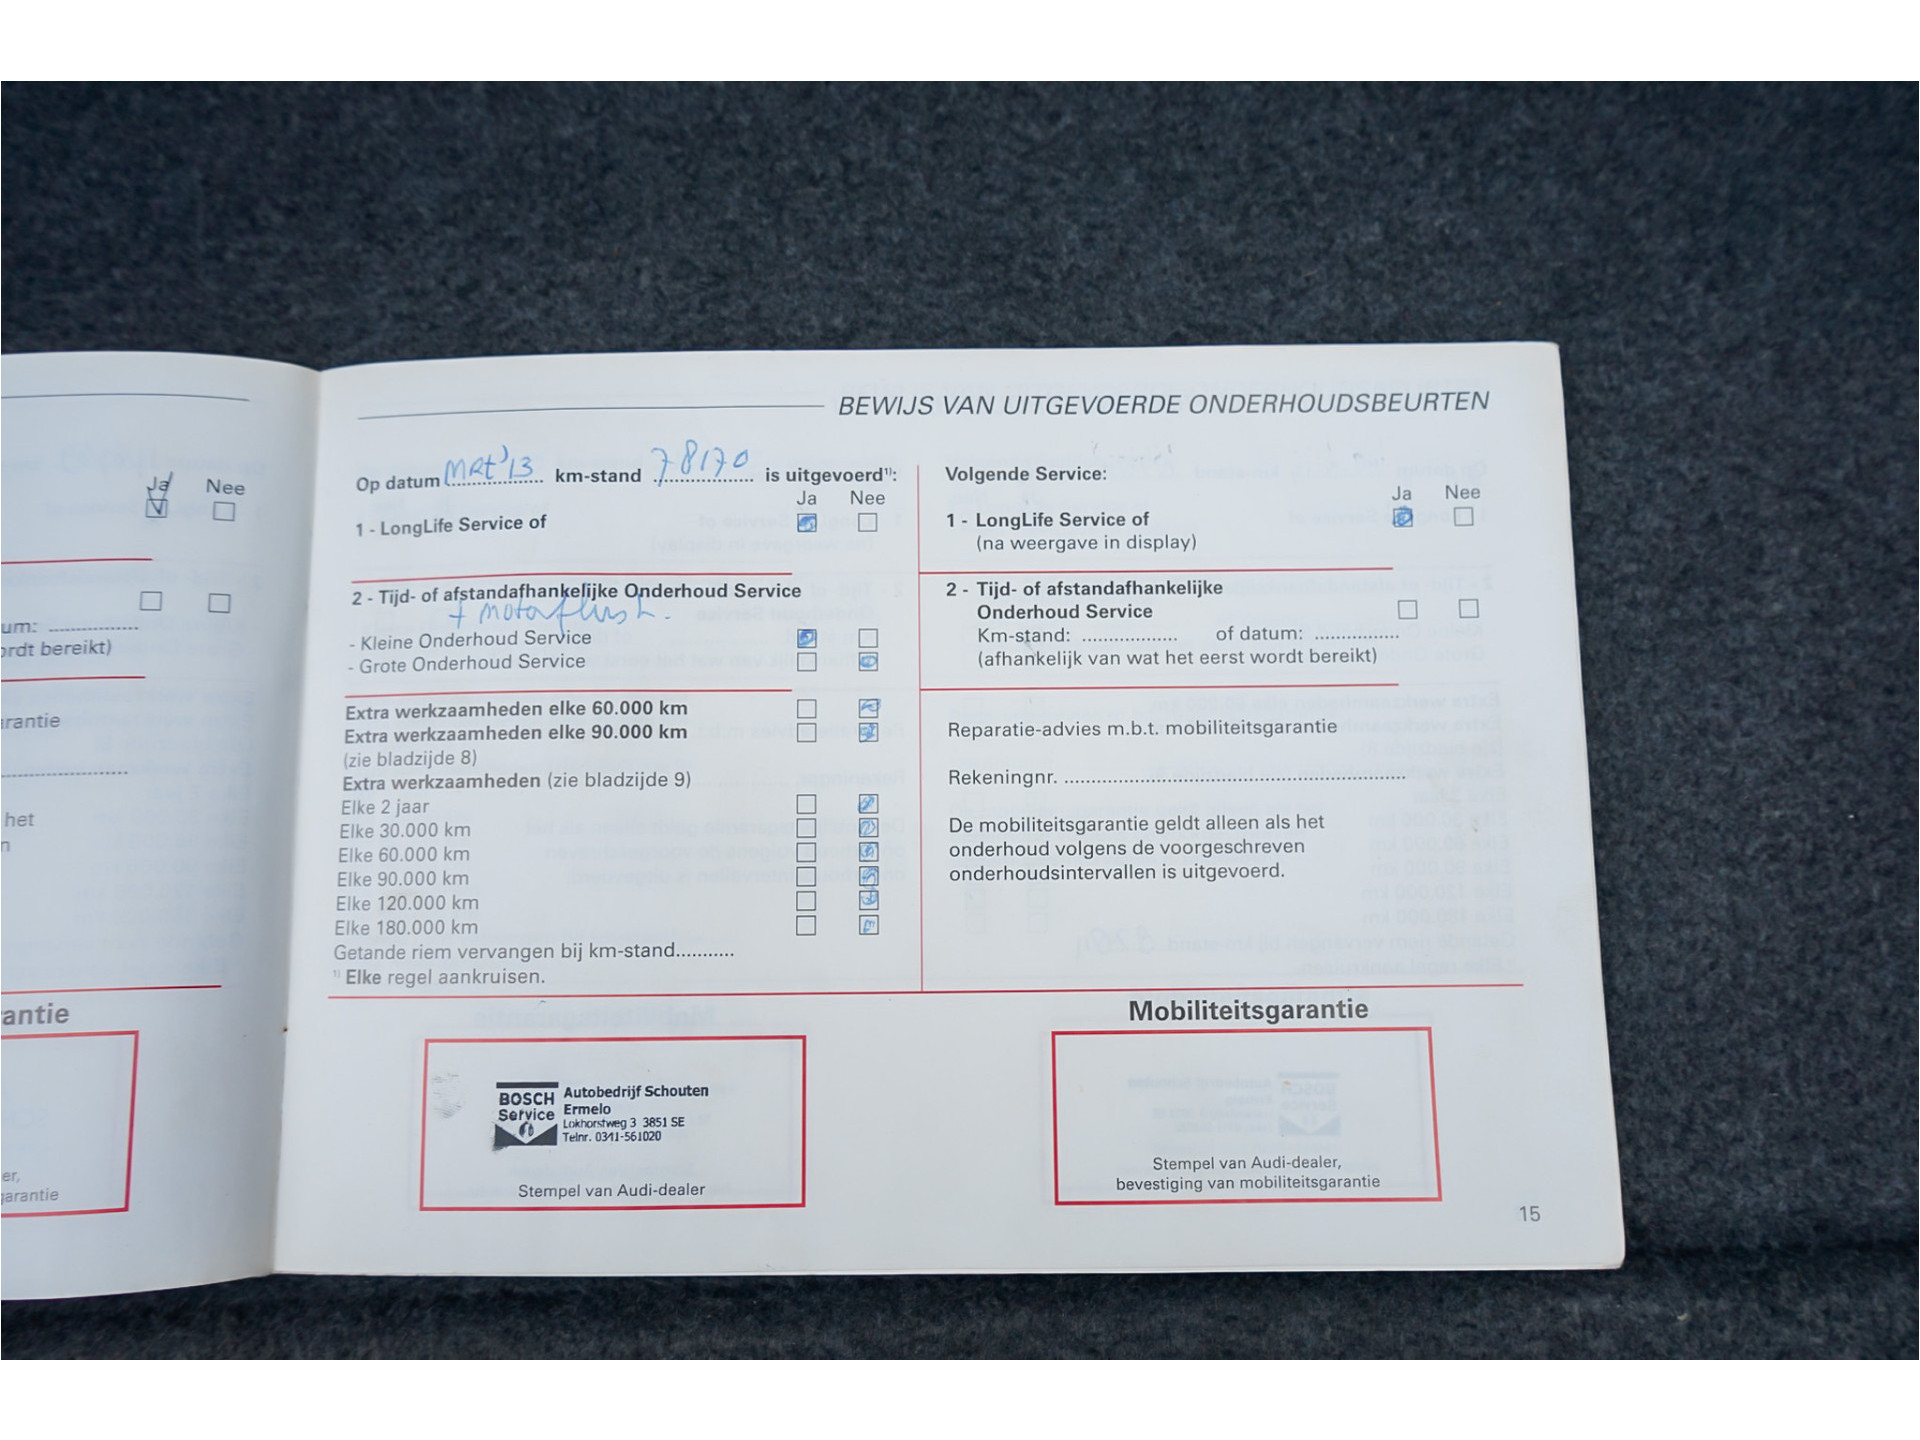 BEWIJS VAN UITGEVOERDE ONDERHOUDSBEURTEN
Ja Nee
um: ..................
ordt bereikt)
rantie
het
n
antie
er,
garantie
Op datum MRt'13 km-stand 78170 is uitgevoerd¹⁾:
Ja Nee
1 - LongLife Service of
2 - Tijd- of afstandafhankelijke Onderhoud Service
+ motorflush.
- Kleine Onderhoud Service
- Grote Onderhoud Service
Extra werkzaamheden elke 60.000 km
Extra werkzaamheden elke 90.000 km
(zie bladzijde 8)
Extra werkzaamheden (zie bladzijde 9)
Elke 2 jaar
Elke 30.000 km
Elke 60.000 km
Elke 90.000 km
Elke 120.000 km
Elke 180.000 km
Getande riem vervangen bij km-stand...........
¹⁾ Elke regel aankruisen.
Volgende Service:
Ja Nee
1 - LongLife Service of
(na weergave in display)
2 - Tijd- of afstandafhankelijke
Onderhoud Service
Km-stand: .................. of datum: ................
(afhankelijk van wat het eerst wordt bereikt)
Reparatie-advies m.b.t. mobiliteitsgarantie
Rekeningnr. ................................................................
De mobiliteitsgarantie geldt alleen als het
onderhoud volgens de voorgeschreven
onderhoudsintervallen is uitgevoerd.
BOSCH
Service
Autobedrijf Schouten
Ermelo
Lokhorstweg 3 3851 SE
Telnr. 0341-561020
Stempel van Audi-dealer
Mobiliteitsgarantie
Stempel van Audi-dealer,
bevestiging van mobiliteitsgarantie
15